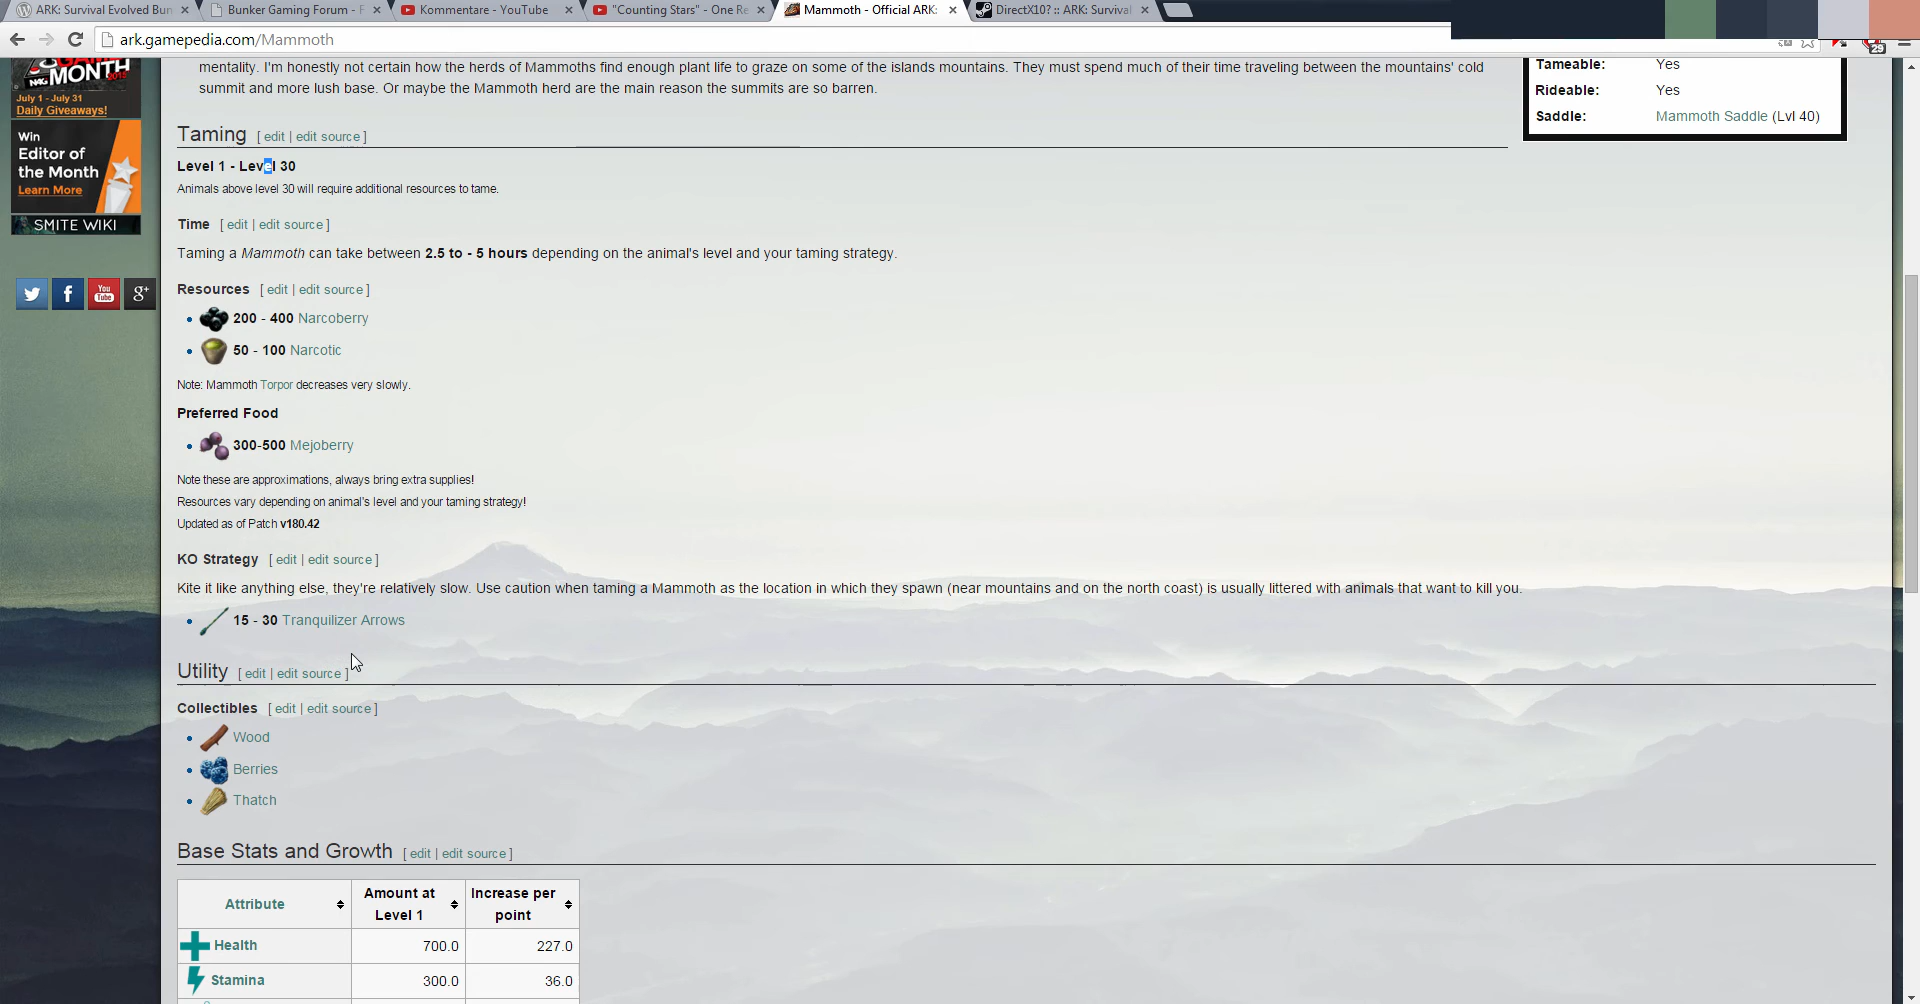 ARK: Survival Evolved Bun
Bunker Gaming Forum - F
Kommentare - YouTube
"Counting Stars" - One Re
Mammoth - Official ARK:
DirectX10? :: ARK: Survival
ark.gamepedia.com/Mammoth
25
MONTH
July 1 - July 31
Daily Giveaways!
Win
Editor of
the Month
Learn More
SMITE WIKI
You
Tube
g+
mentality. I'm honestly not certain how the herds of Mammoths find enough plant life to graze on some of the islands mountains. They must spend much of their time traveling between the mountains' cold
summit and more lush base. Or maybe the Mammoth herd are the main reason the summits are so barren.
Tameable: Yes
Rideable: Yes
Saddle: Mammoth Saddle (Lvl 40)
Taming [ edit | edit source ]
Level 1 - Level 30
Animals above level 30 will require additional resources to tame.
Time [ edit | edit source ]
Taming a Mammoth can take between 2.5 to - 5 hours depending on the animal's level and your taming strategy.
Resources [ edit | edit source ]
200 - 400 Narcoberry
50 - 100 Narcotic
Note: Mammoth Torpor decreases very slowly.
Preferred Food
300-500 Mejoberry
Note these are approximations, always bring extra supplies!
Resources vary depending on animal's level and your taming strategy!
Updated as of Patch v180.42
KO Strategy [ edit | edit source ]
Kite it like anything else, they're relatively slow. Use caution when taming a Mammoth as the location in which they spawn (near mountains and on the north coast) is usually littered with animals that want to kill you.
15 - 30 Tranquilizer Arrows
Utility [ edit | edit source ]
Collectibles [ edit | edit source ]
Wood
Berries
Thatch
Base Stats and Growth [ edit | edit source ]
Attribute Amount at Level 1 Increase per point
Health 700.0 227.0
Stamina 300.0 36.0